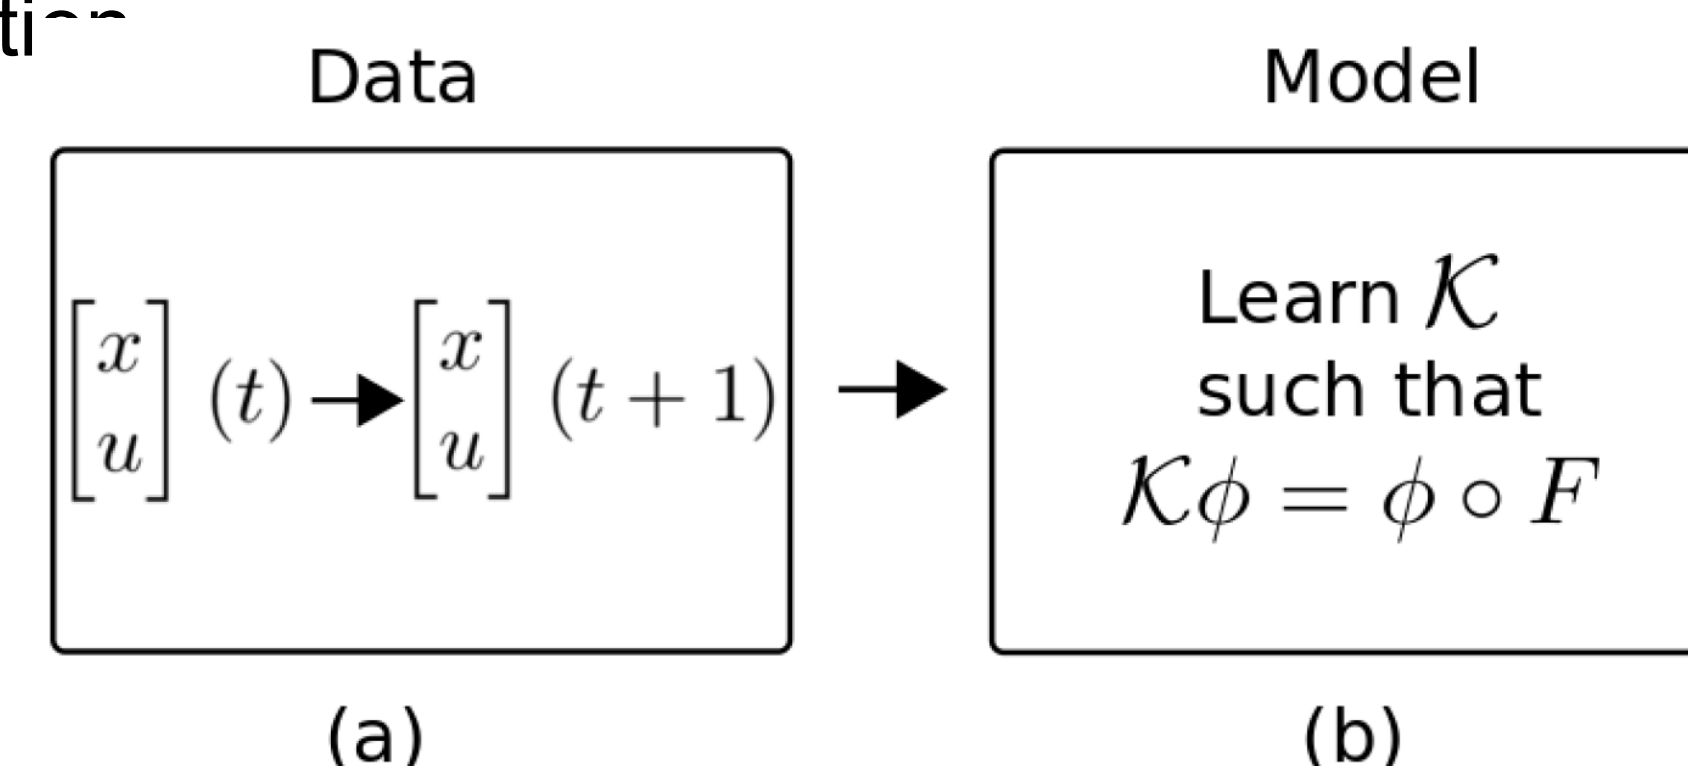 Data
Model
[x u] (t) → [x u] (t + 1)
→
Learn 𝒦
such that
𝒦ϕ = ϕ ∘ F
(a)
(b)